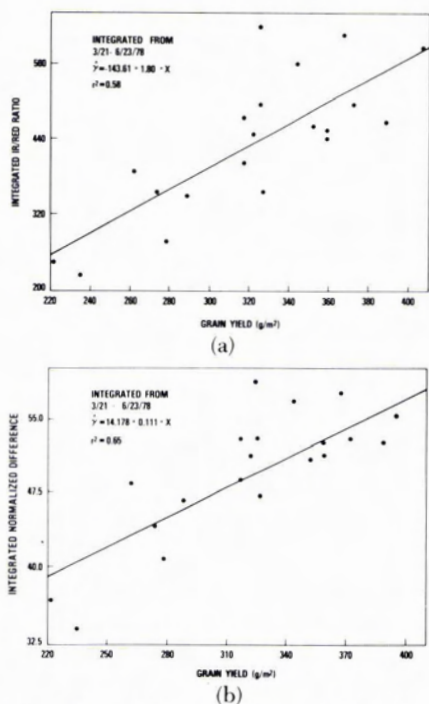 INTEGRATED FROM
3/21 - 6/23/78
ŷ=-143.61 · 1.80 · X
r²=0.58
INTEGRATED IR/RED RATIO
560
440
320
200
220 240 260 280 300 320 340 360 380 400
GRAIN YIELD (g/m²)
(a)
INTEGRATED FROM
3/21 - 6/23/78
ŷ=14.178 · 0.111 · X
r²=0.65
INTEGRATED NORMALIZED DIFFERENCE
55.0
47.5
40.0
32.5
220 250 280 310 340 370 400
GRAIN YIELD (g/m²)
(b)